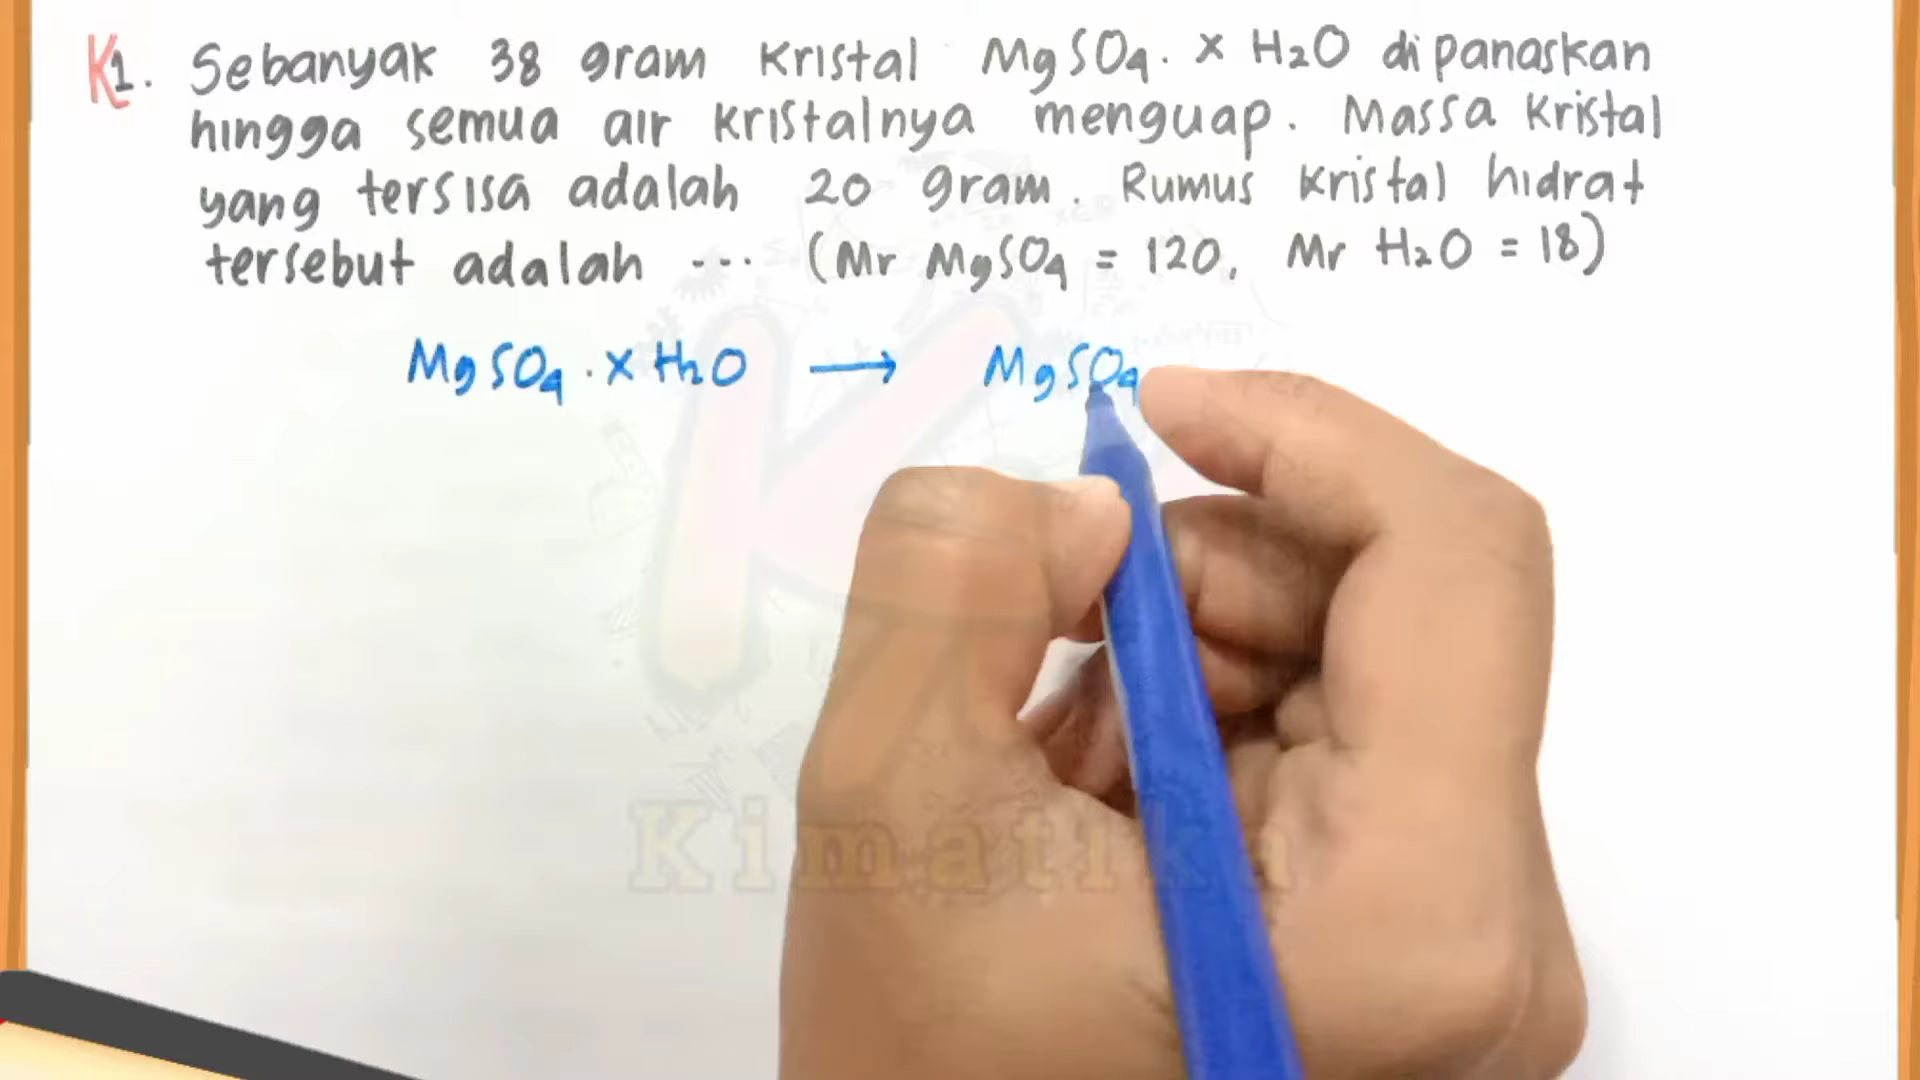 K1. Sebanyak 38 gram Kristal MgSO4 . x H2O dipanaskan
hingga semua air kristalnya menguap. Massa Kristal
yang tersisa adalah 20 gram. Rumus Kristal hidrat
tersebut adalah ... (Mr MgSO4 = 120, Mr H2O = 18)
MgSO4 . x H2O → MgSO4
Kimatika